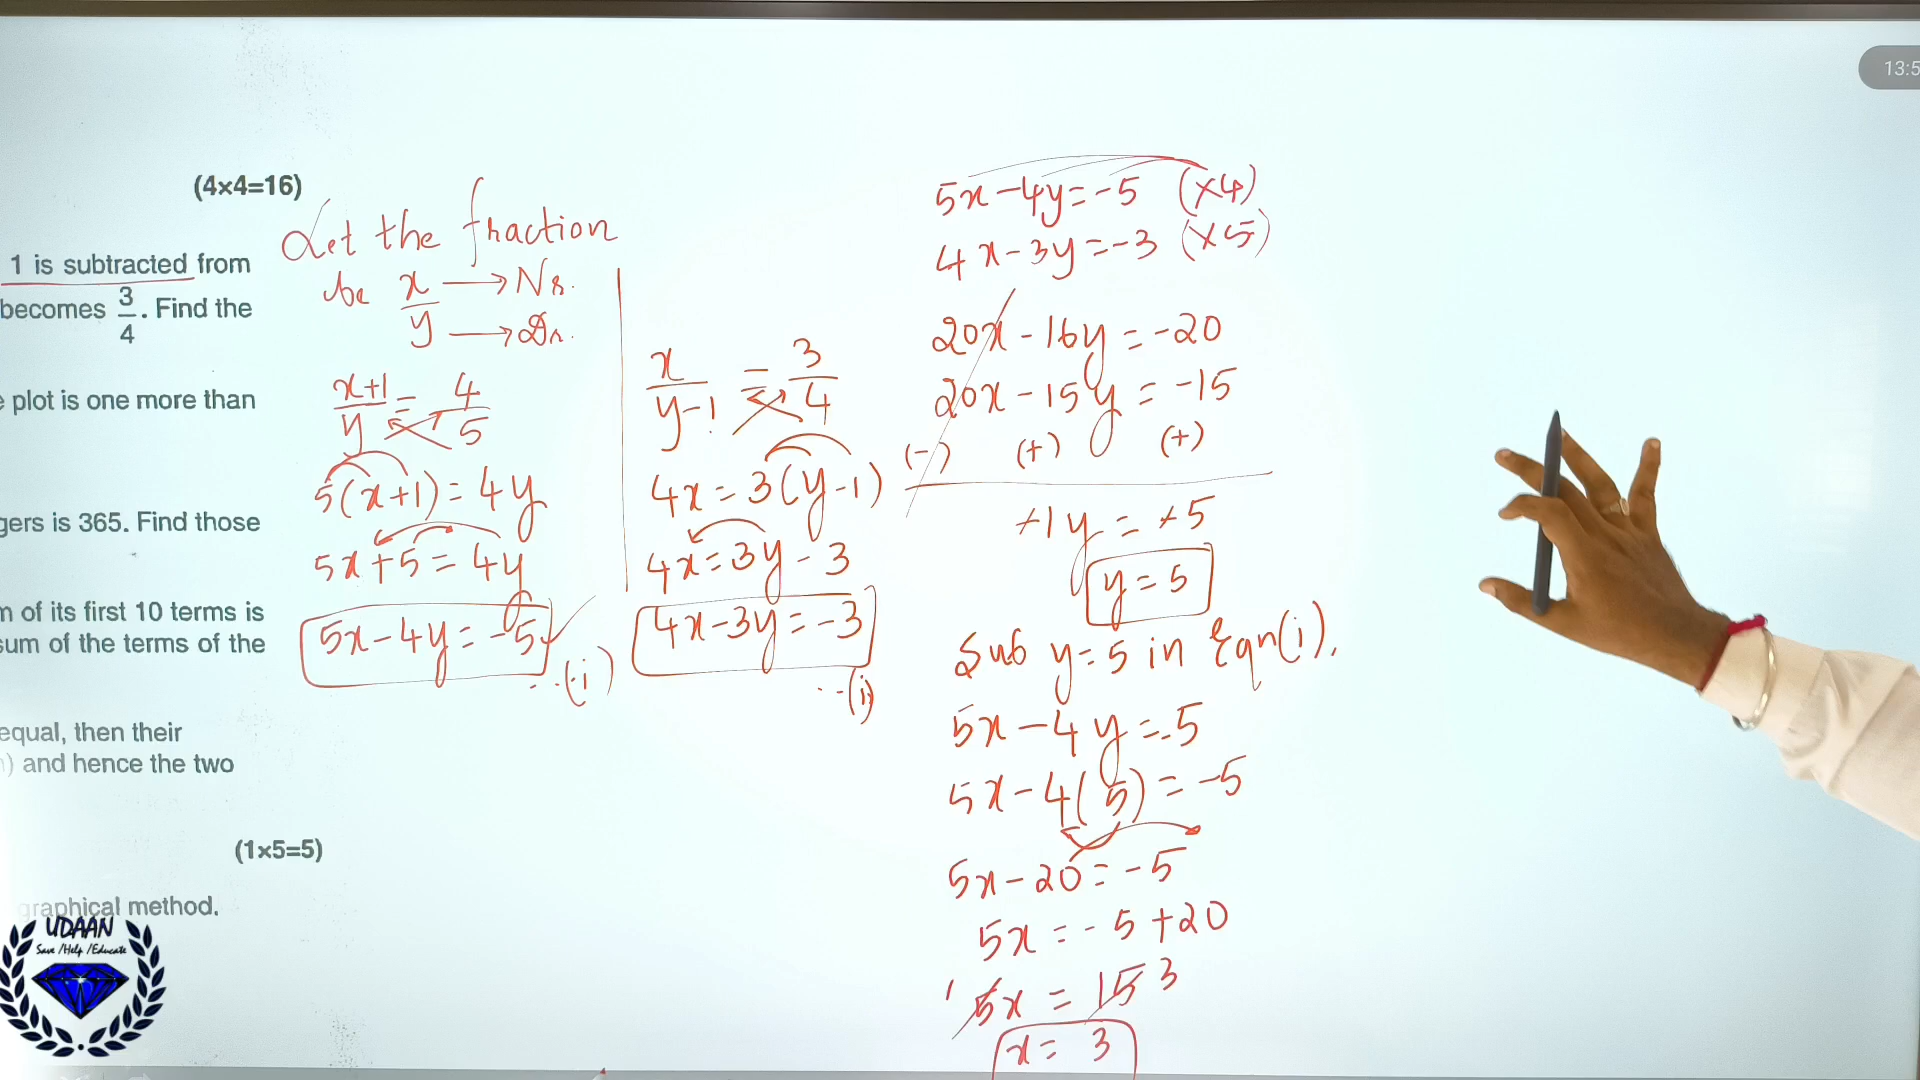 13:5
(4×4=16)
1 is subtracted from
becomes 3/4. Find the
plot is one more than
gers is 365. Find those
of its first 10 terms is
sum of the terms of the
equal, then their
) and hence the two
(1×5=5)
graphical method.
UDAAN
Save /Help /Educate
Let the fraction
be x/y → Nr.
→ Dr.
x+1/y = 4/5
5(x+1) = 4y
5x+5 = 4y
5x-4y = -5
...(i)
x/y-1 = 3/4
4x = 3(y-1)
4x = 3y - 3
4x-3y = -3
5x-4y = -5 (×4)
4x-3y = -3 (×5)
20x - 16y = -20
20x - 15y = -15
(-) (+) (+)
+1y = +5
y = 5
Sub y=5 in Eqn(i).
5x - 4y = -5
5x - 4(5) = -5
5x - 20 = -5
5x = -5 + 20
1 5x = 15 3
x = 3